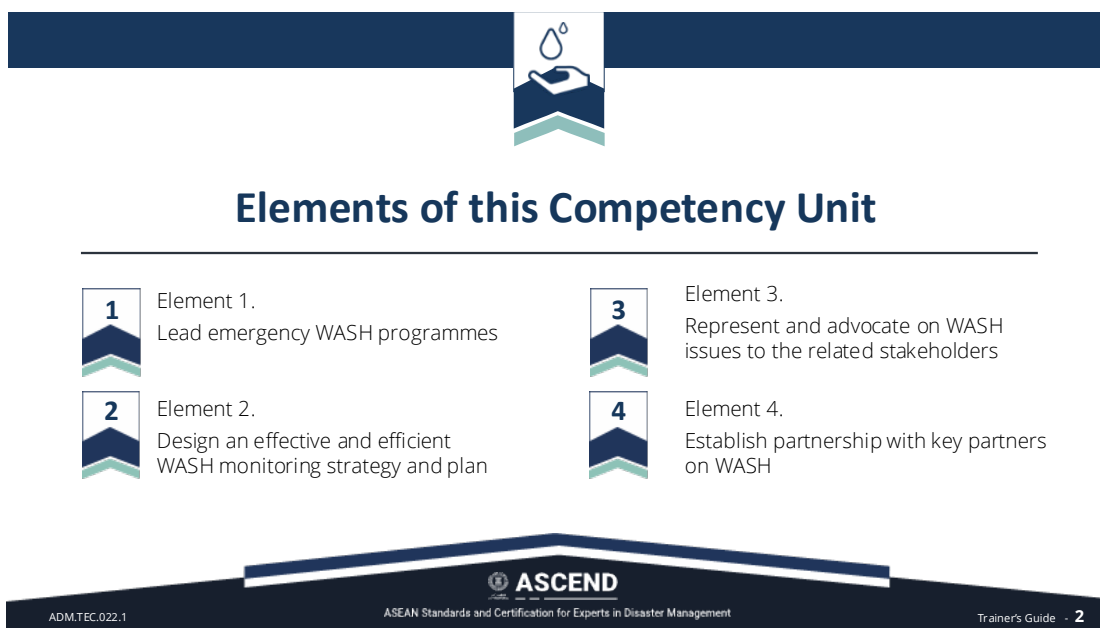 Elements of this Competency Unit
1
Element 1.
Lead emergency WASH programmes
2
Element 2.
Design an effective and efficient
WASH monitoring strategy and plan
3
Element 3.
Represent and advocate on WASH
issues to the related stakeholders
4
Element 4.
Establish partnership with key partners
on WASH
ASCEND
ASEAN Standards and Certification for Experts in Disaster Management
ADM.TEC.022.1
Trainer's Guide - 2